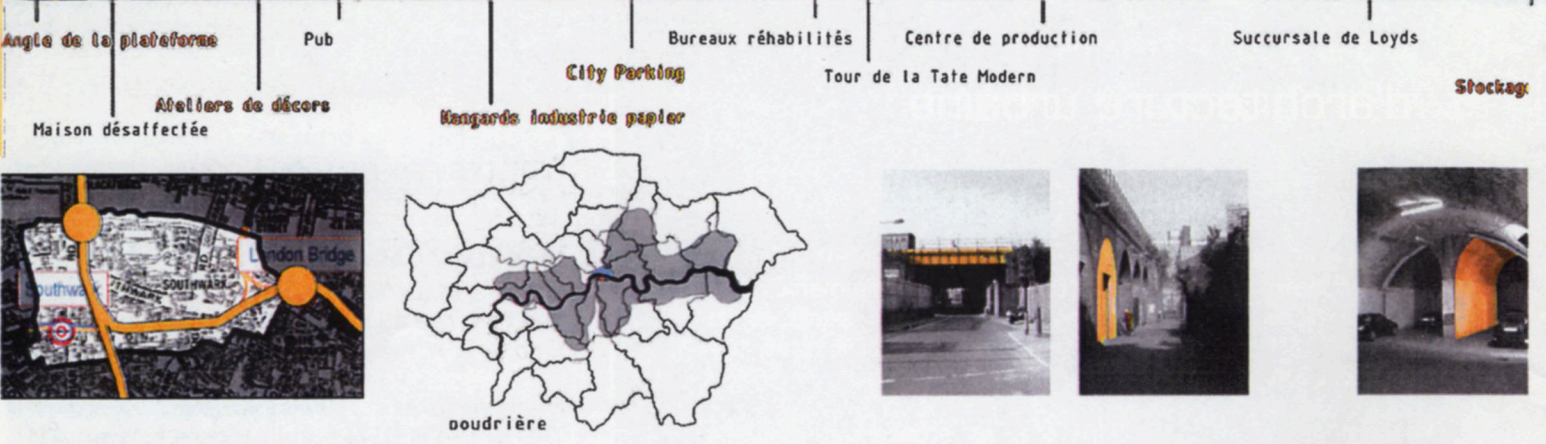 Angle de la plateforme
Pub
Bureaux réhabilités
Centre de production
Succursale de Loyds
City Parking
Tour de la Tate Modern
Stockag
Ateliers de décors
Hangards industrie papier
Maison désaffectée
London Bridge
Southwark
SOUTHWARK
poudrière